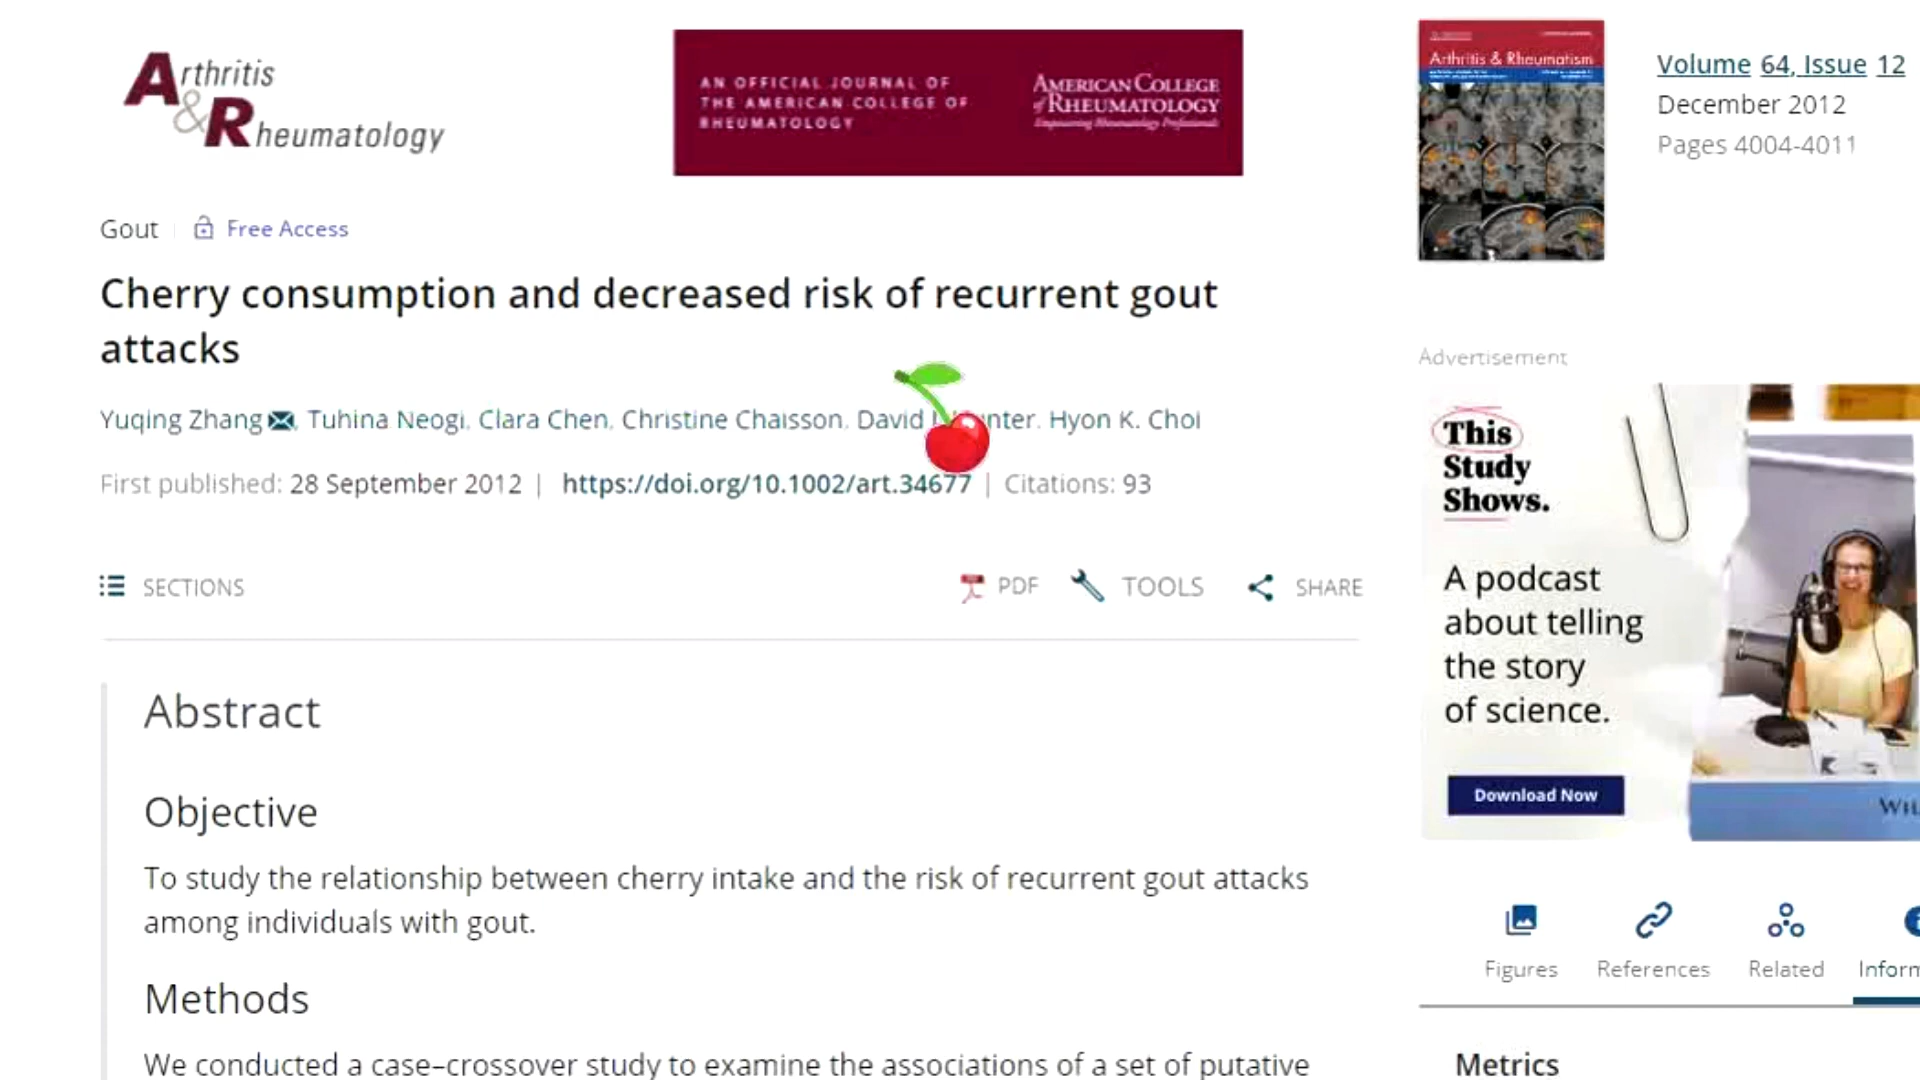 Arthritis
& Rheumatology
AN OFFICIAL JOURNAL OF
THE AMERICAN COLLEGE OF
RHEUMATOLOGY
AMERICAN COLLEGE
of RHEUMATOLOGY
Empowering Rheumatology Professionals
Arthritis & Rheumatism
Volume 64, Issue 12
December 2012
Pages 4004-4011
Gout
Free Access
Cherry consumption and decreased risk of recurrent gout
attacks
Yuqing Zhang, Tuhina Neogi, Clara Chen, Christine Chaisson, David, Hyon K. Choi
First published: 28 September 2012 | https://doi.org/10.1002/art.34677 | Citations: 93
SECTIONS
PDF
TOOLS
SHARE
Abstract
Objective
To study the relationship between cherry intake and the risk of recurrent gout attacks
among individuals with gout.
Methods
We conducted a case–crossover study to examine the associations of a set of putative
Advertisement
This
Study
Shows.
A podcast
about telling
the story
of science.
Download Now
WIL
Figures
References
Related
Inform
Metrics